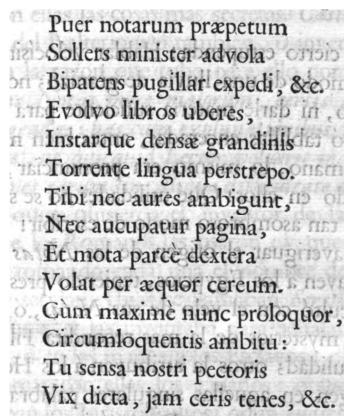 Puer notarum præpetum
Sollers minister advola
Bipatens pugillar expedi, &c.
Evolvo libros uberes,
Instarque densæ grandinis
Torrente lingua perstrepo.
Tibi nec aures ambigunt,
Nec aucupatur pagina,
Et mota parcè dextera
Volat per æquor cereum.
Cùm maximè nunc proloquor,
Circumloquentis ambitu:
Tu sensa nostri pectoris
Vix dicta, jam ceris tenes, &c.